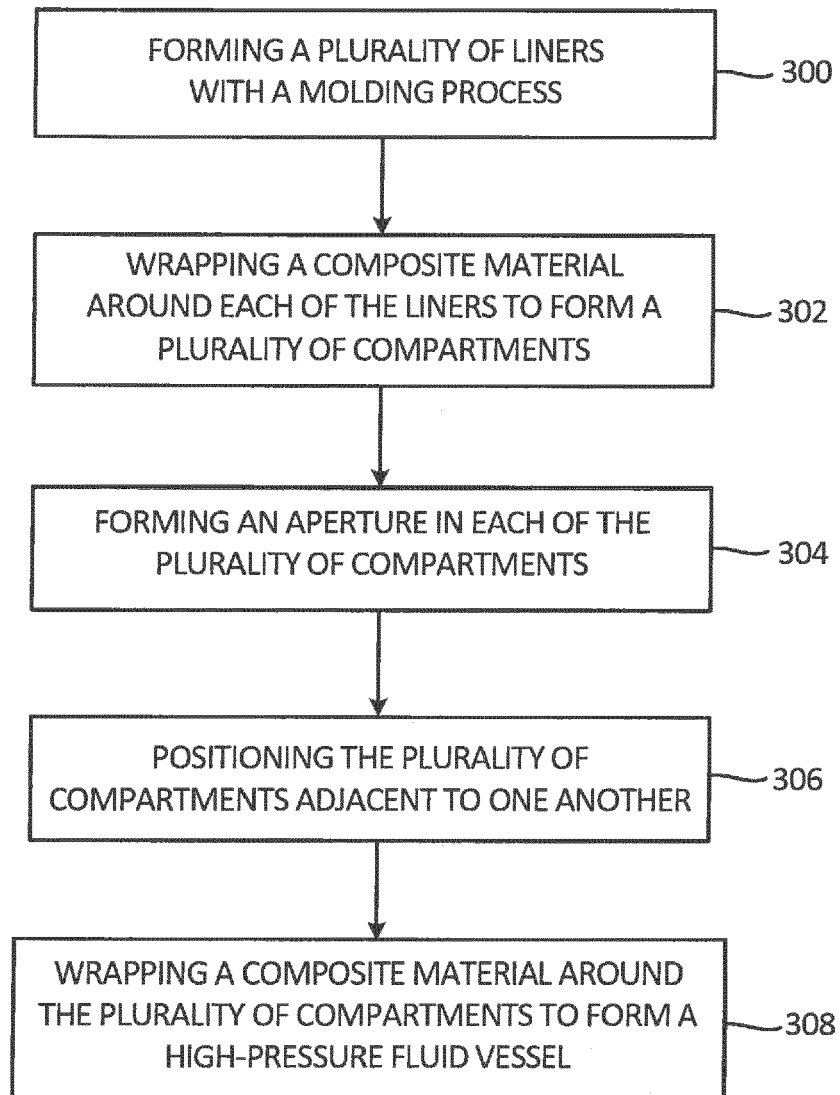 FORMING A PLURALITY OF LINERS
WITH A MOLDING PROCESS
300
WRAPPING A COMPOSITE MATERIAL
AROUND EACH OF THE LINERS TO FORM A
PLURALITY OF COMPARTMENTS
302
FORMING AN APERTURE IN EACH OF THE
PLURALITY OF COMPARTMENTS
304
POSITIONING THE PLURALITY OF
COMPARTMENTS ADJACENT TO ONE ANOTHER
306
WRAPPING A COMPOSITE MATERIAL AROUND
THE PLURALITY OF COMPARTMENTS TO FORM A
HIGH-PRESSURE FLUID VESSEL
308